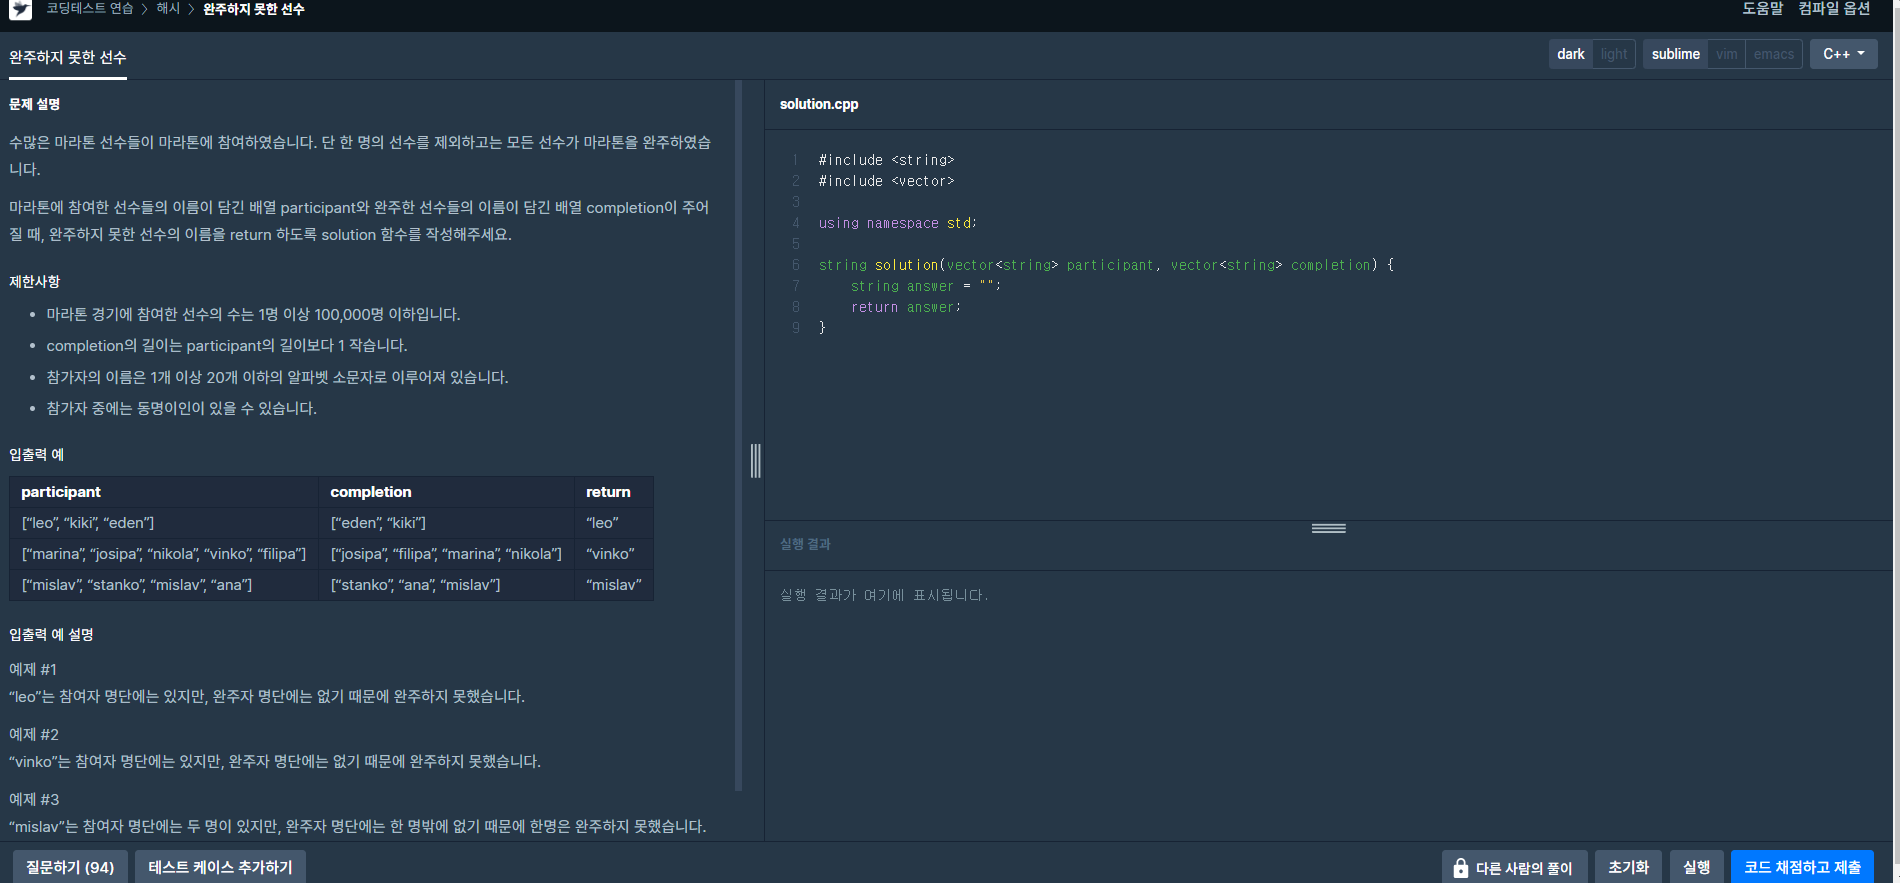 코딩테스트 연습 > 해시 > 완주하지 못한 선수
도움말 컴파일 옵션
완주하지 못한 선수
dark light sublime vim emacs C++
문제 설명
수많은 마라톤 선수들이 마라톤에 참여하였습니다. 단 한 명의 선수를 제외하고는 모든 선수가 마라톤을 완주하였습
니다.
마라톤에 참여한 선수들의 이름이 담긴 배열 participant와 완주한 선수들의 이름이 담긴 배열 completion이 주어
질 때, 완주하지 못한 선수의 이름을 return 하도록 solution 함수를 작성해주세요.
제한사항
• 마라톤 경기에 참여한 선수의 수는 1명 이상 100,000명 이하입니다.
• completion의 길이는 participant의 길이보다 1 작습니다.
• 참가자의 이름은 1개 이상 20개 이하의 알파벳 소문자로 이루어져 있습니다.
• 참가자 중에는 동명이인이 있을 수 있습니다.
입출력 예
participant completion return
[“leo”, “kiki”, “eden”] [“eden”, “kiki”] “leo”
[“marina”, “josipa”, “nikola”, “vinko”, “filipa”] [“josipa”, “filipa”, “marina”, “nikola”] “vinko”
[“mislav”, “stanko”, “mislav”, “ana”] [“stanko”, “ana”, “mislav”] “mislav”
입출력 예 설명
예제 #1
“leo”는 참여자 명단에는 있지만, 완주자 명단에는 없기 때문에 완주하지 못했습니다.
예제 #2
“vinko”는 참여자 명단에는 있지만, 완주자 명단에는 없기 때문에 완주하지 못했습니다.
예제 #3
“mislav”는 참여자 명단에는 두 명이 있지만, 완주자 명단에는 한 명밖에 없기 때문에 한명은 완주하지 못했습니다.
solution.cpp
1 #include <string>
2 #include <vector>
3
4 using namespace std;
5
6 string solution(vector<string> participant, vector<string> completion) {
7     string answer = "";
8     return answer;
9 }
실행 결과
실행 결과가 여기에 표시됩니다.
질문하기 (94) 테스트 케이스 추가하기
다른 사람의 풀이 초기화 실행 코드 채점하고 제출